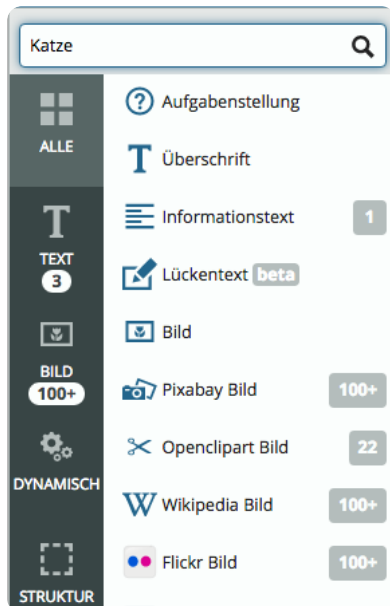 Katze
ALLE
TEXT
3
BILD
100+
DYNAMISCH
STRUKTUR
Aufgabenstellung
Überschrift
Informationstext 1
Lückentext beta
Bild
Pixabay Bild 100+
Openclipart Bild 22
Wikipedia Bild 100+
Flickr Bild 100+